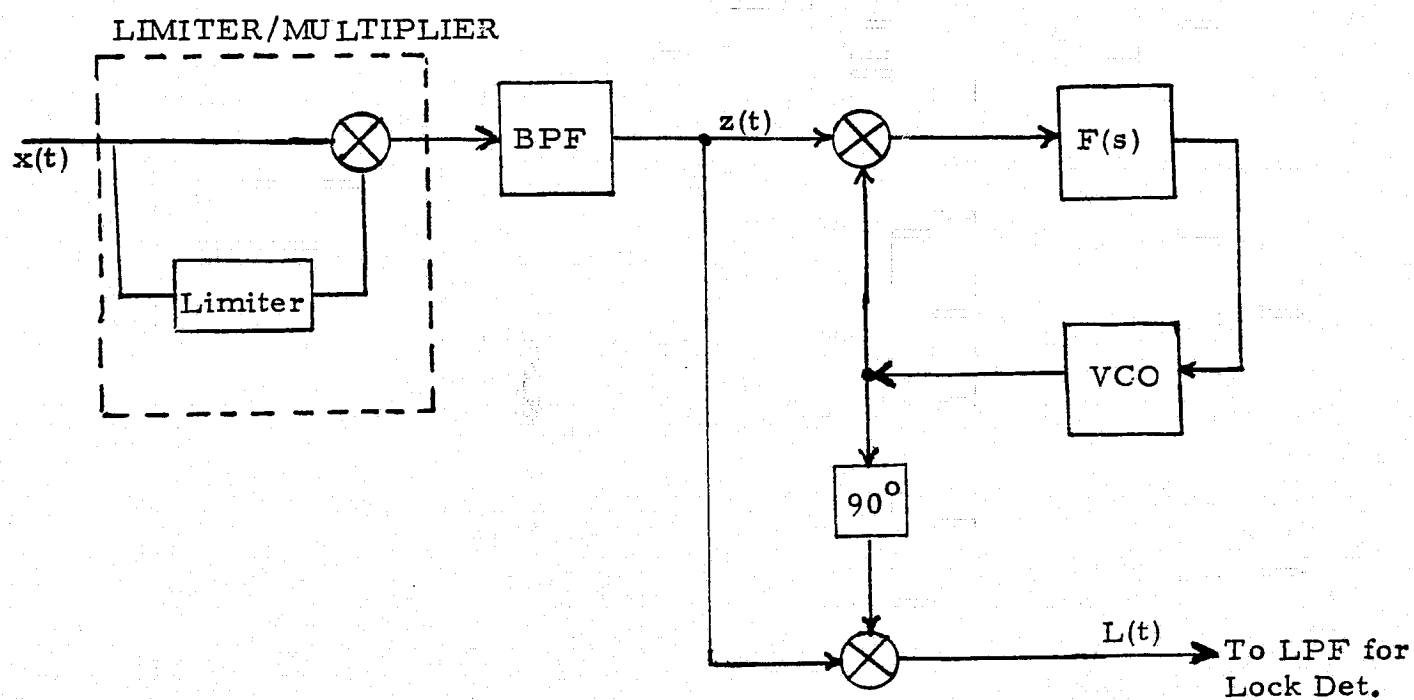 LIMITER/MULTIPLIER
x(t)
BPF
z(t)
F(s)
Limiter
VCO
90°
L(t)
To LPF for
Lock Det.